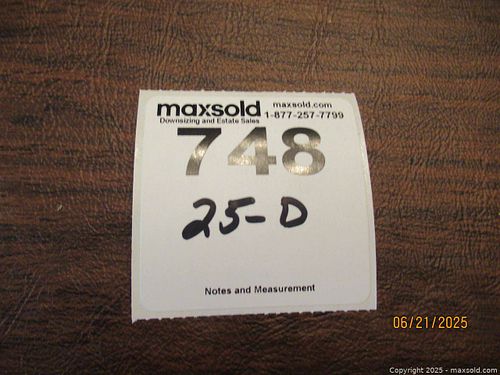 maxsold maxsold.com
Downsizing and Estate Sales 1-877-257-7799
748
25-D
Notes and Measurement
06/21/2025
Copyright 2025 - maxsold.com